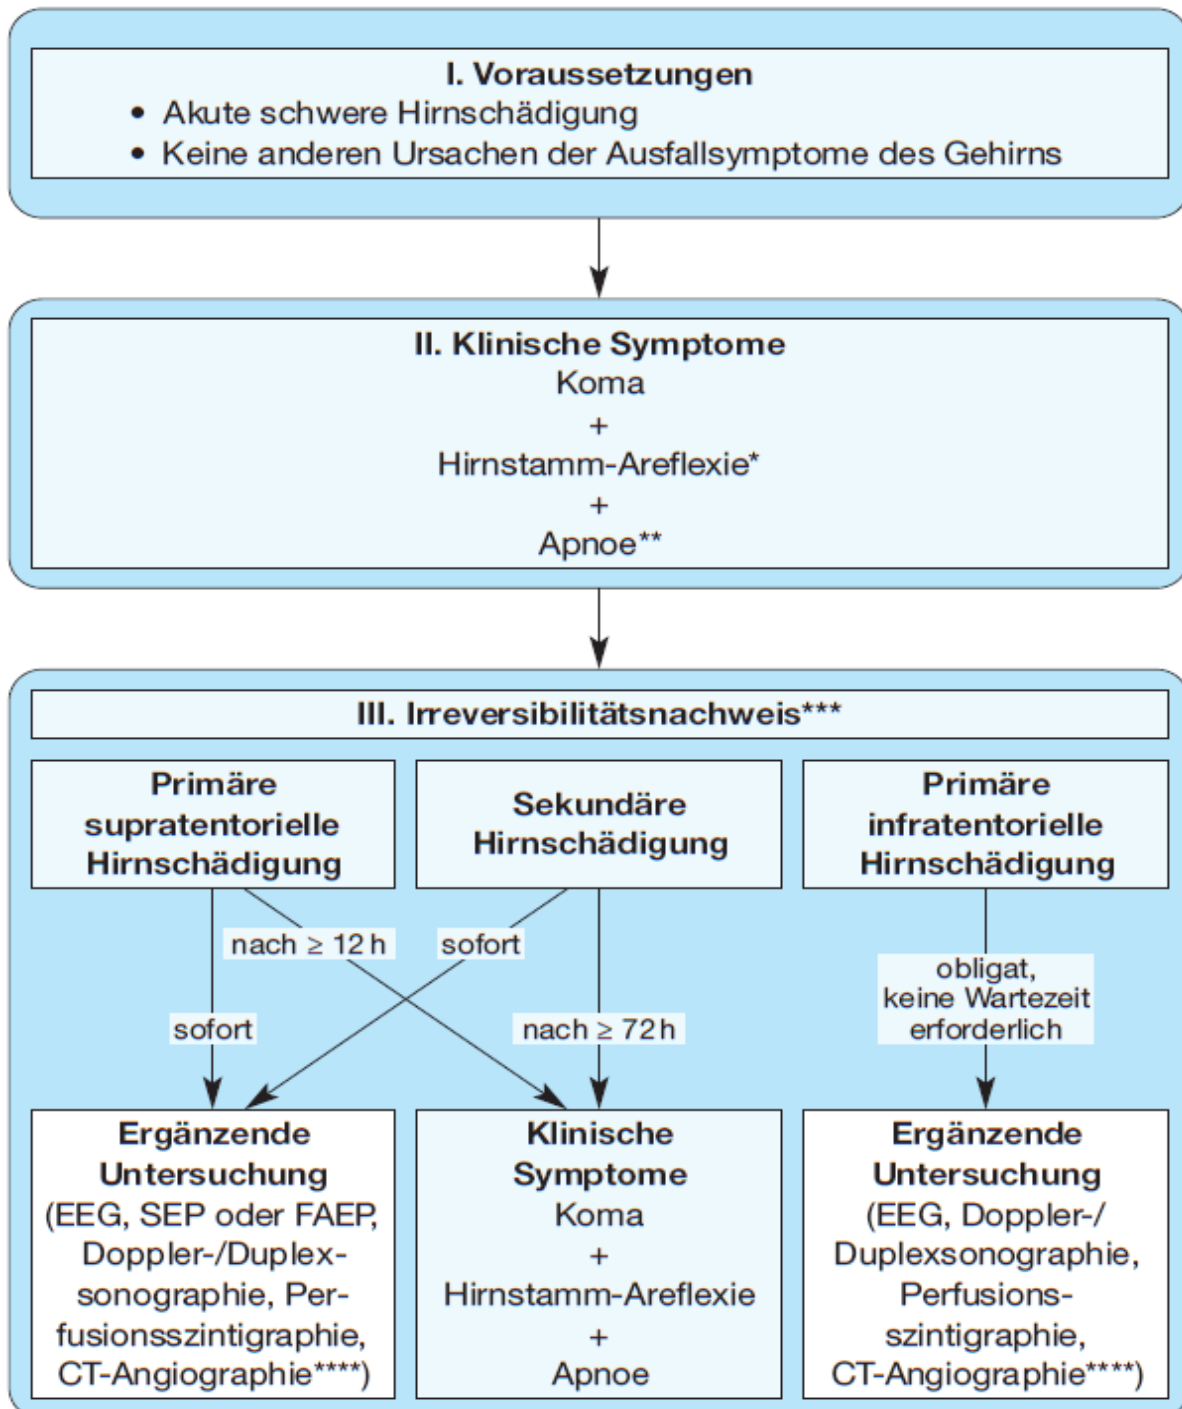 I. Voraussetzungen
• Akute schwere Hirnschädigung
• Keine anderen Ursachen der Ausfallsymptome des Gehirns
II. Klinische Symptome
Koma
+
Hirnstamm-Areflexie*
+
Apnoe**
III. Irreversibilitätsnachweis***
Primäre
supratentorielle
Hirnschädigung
Sekundäre
Hirnschädigung
Primäre
infratentorielle
Hirnschädigung
nach ≥ 12 h
sofort
sofort
nach ≥ 72 h
obligat,
keine Wartezeit
erforderlich
Ergänzende
Untersuchung
(EEG, SEP oder FAEP,
Doppler-/Duplex-
sonographie, Per-
fusionsszintigraphie,
CT-Angiographie****)
Klinische
Symptome
Koma
+
Hirnstamm-Areflexie
+
Apnoe
Ergänzende
Untersuchung
(EEG, Doppler-/
Duplexsonographie,
Perfusions-
szintigraphie,
CT-Angiographie****)